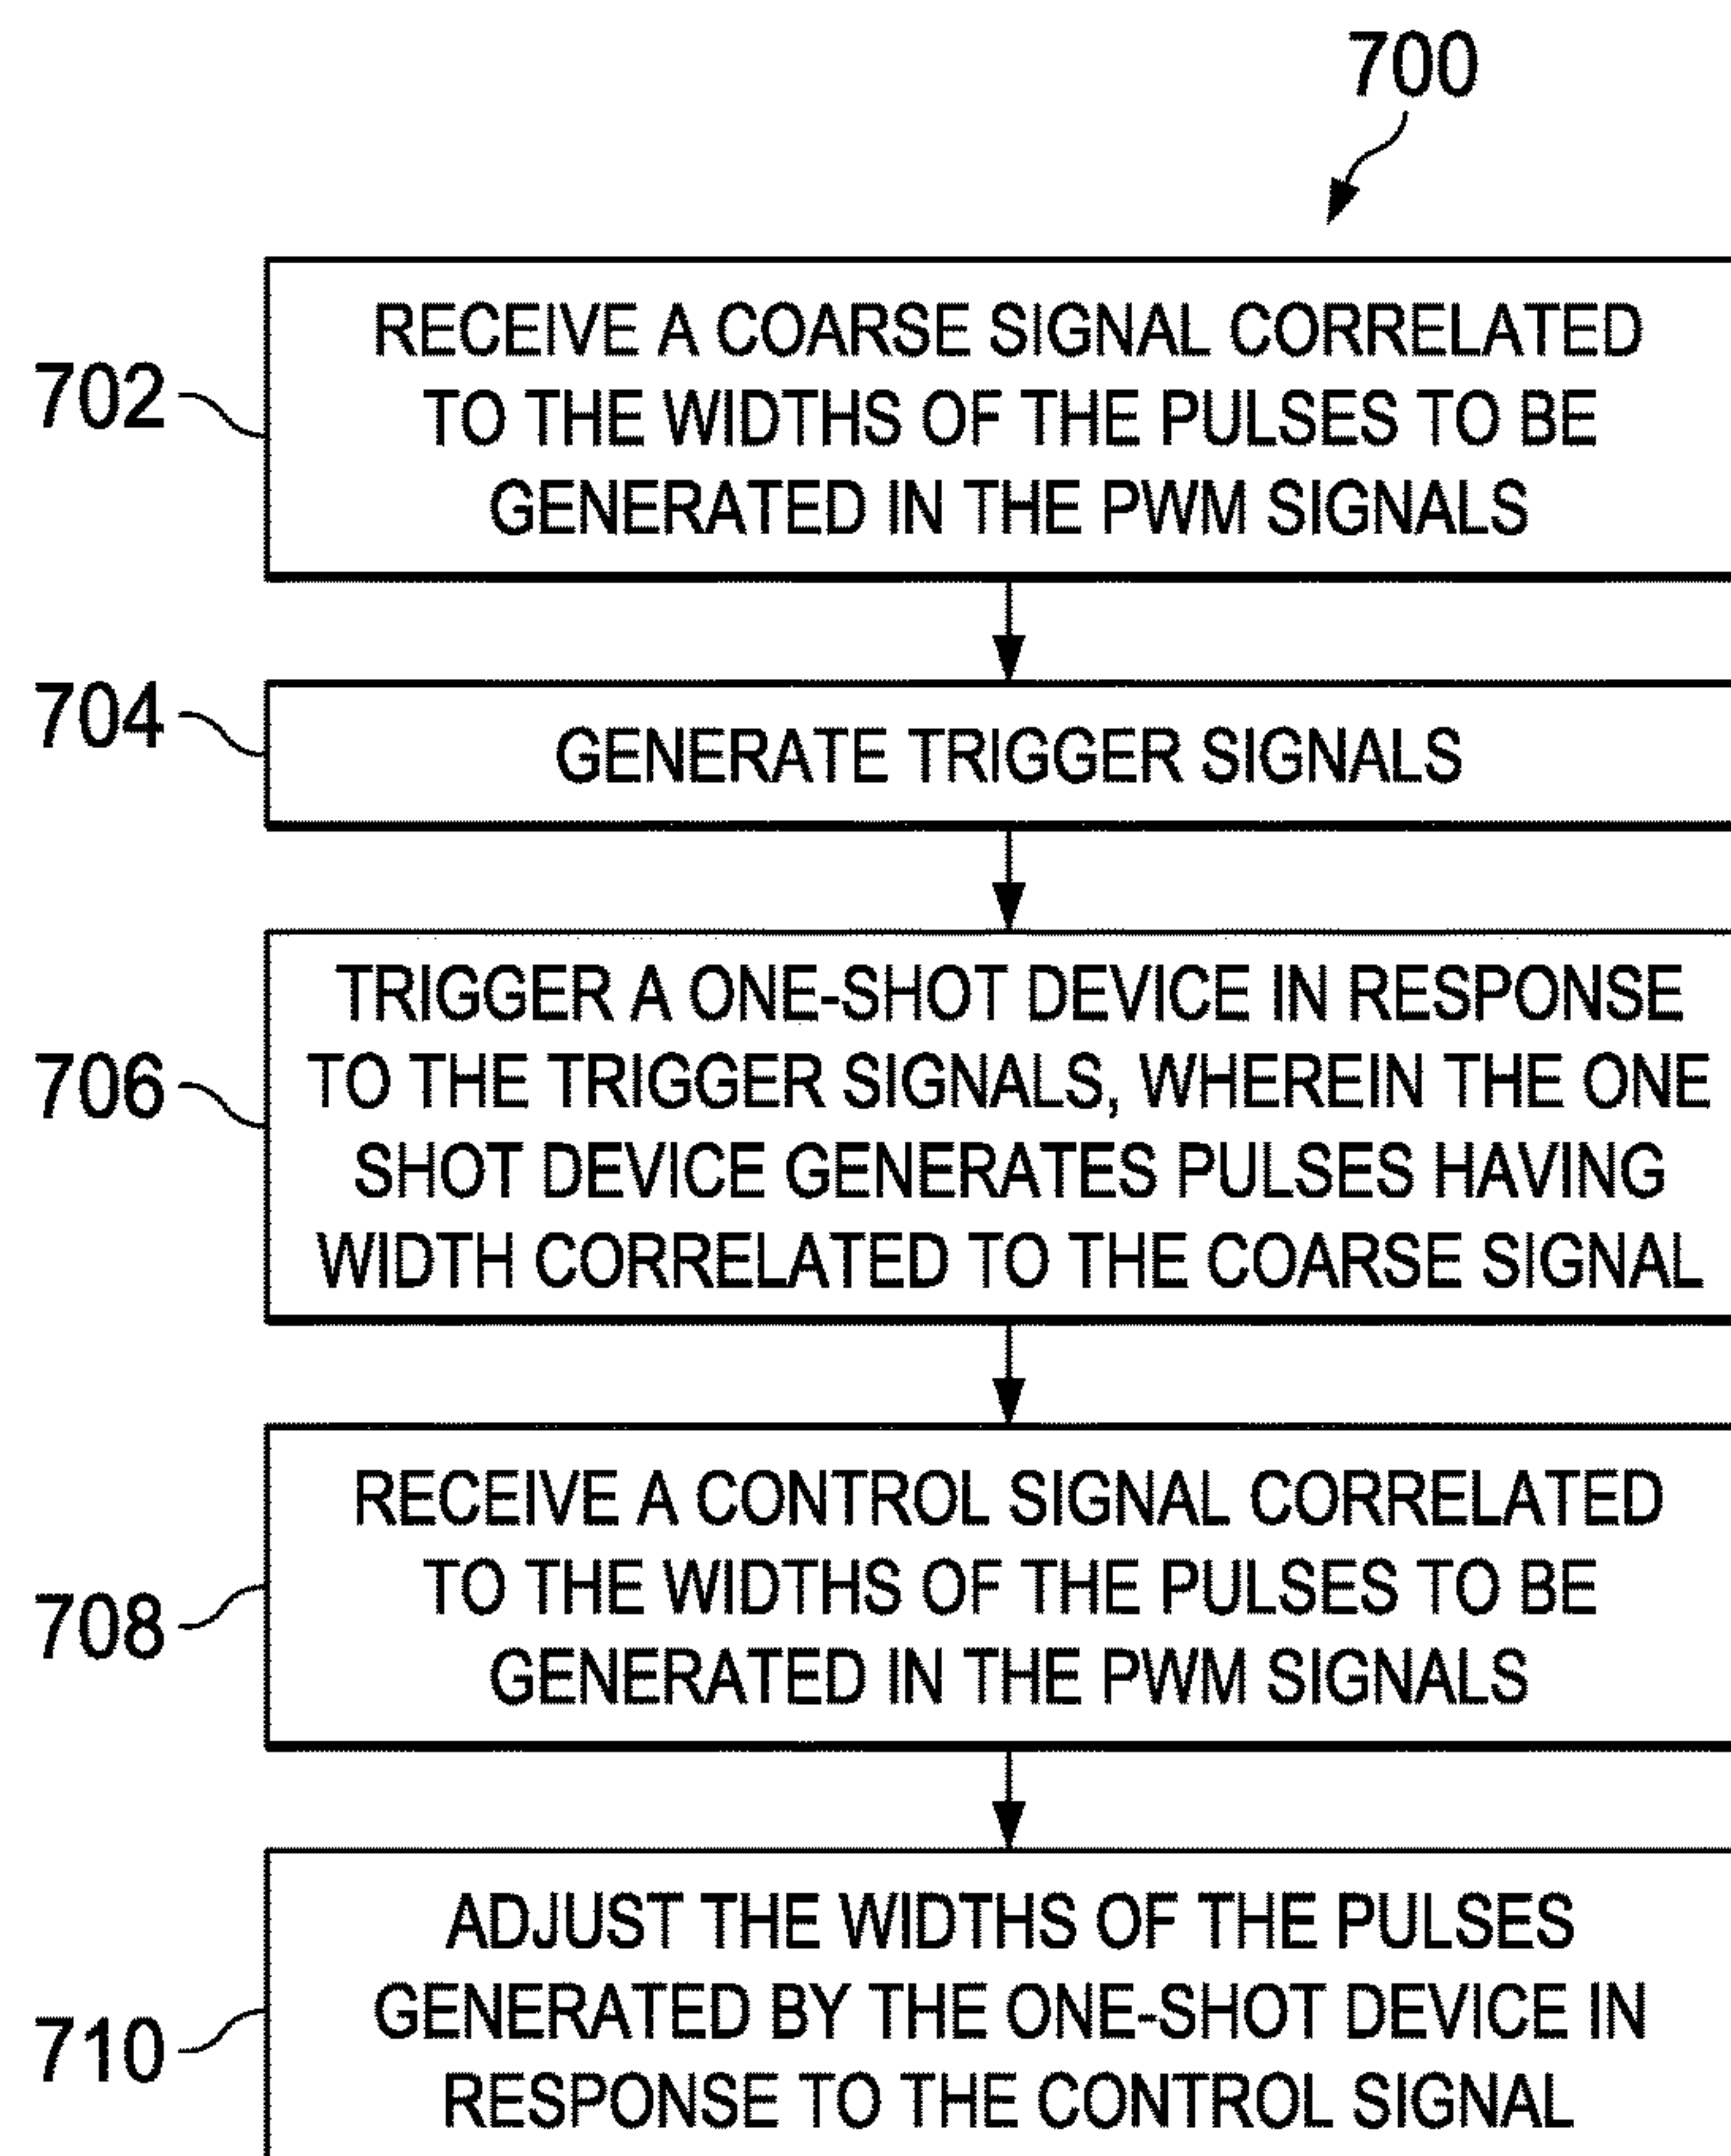 700
702
RECEIVE A COARSE SIGNAL CORRELATED
TO THE WIDTHS OF THE PULSES TO BE
GENERATED IN THE PWM SIGNALS
704
GENERATE TRIGGER SIGNALS
706
TRIGGER A ONE-SHOT DEVICE IN RESPONSE
TO THE TRIGGER SIGNALS, WHEREIN THE ONE
SHOT DEVICE GENERATES PULSES HAVING
WIDTH CORRELATED TO THE COARSE SIGNAL
708
RECEIVE A CONTROL SIGNAL CORRELATED
TO THE WIDTHS OF THE PULSES TO BE
GENERATED IN THE PWM SIGNALS
710
ADJUST THE WIDTHS OF THE PULSES
GENERATED BY THE ONE-SHOT DEVICE IN
RESPONSE TO THE CONTROL SIGNAL